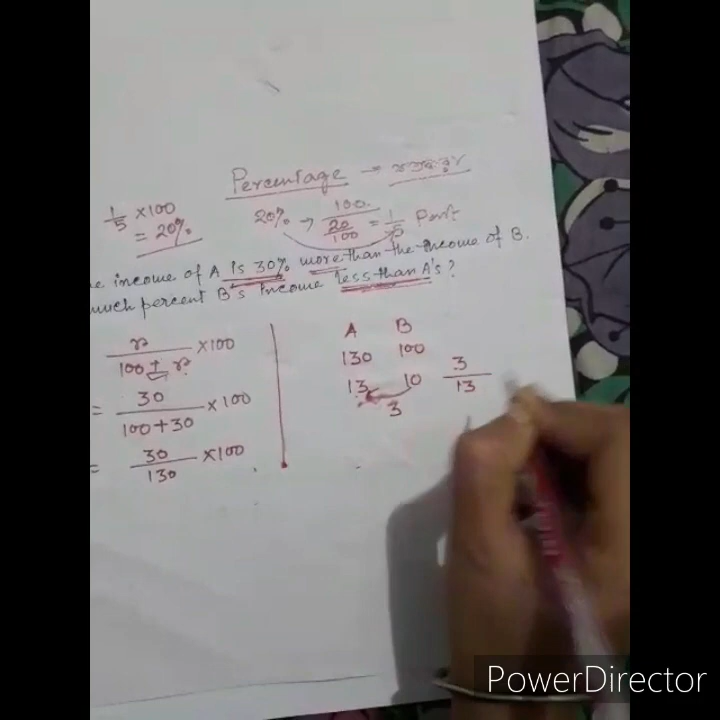 Percentage →
1/5 ×100
= 20%
20% → 100 20/100 = 1/5 Part
e income of A is 30% more than the income of B.
much percent B's income less than A's?
r/100+r ×100
= 30/100+30 ×100
= 30/130 ×100
A B
130 100
13 10
3
3/13
PowerDirector